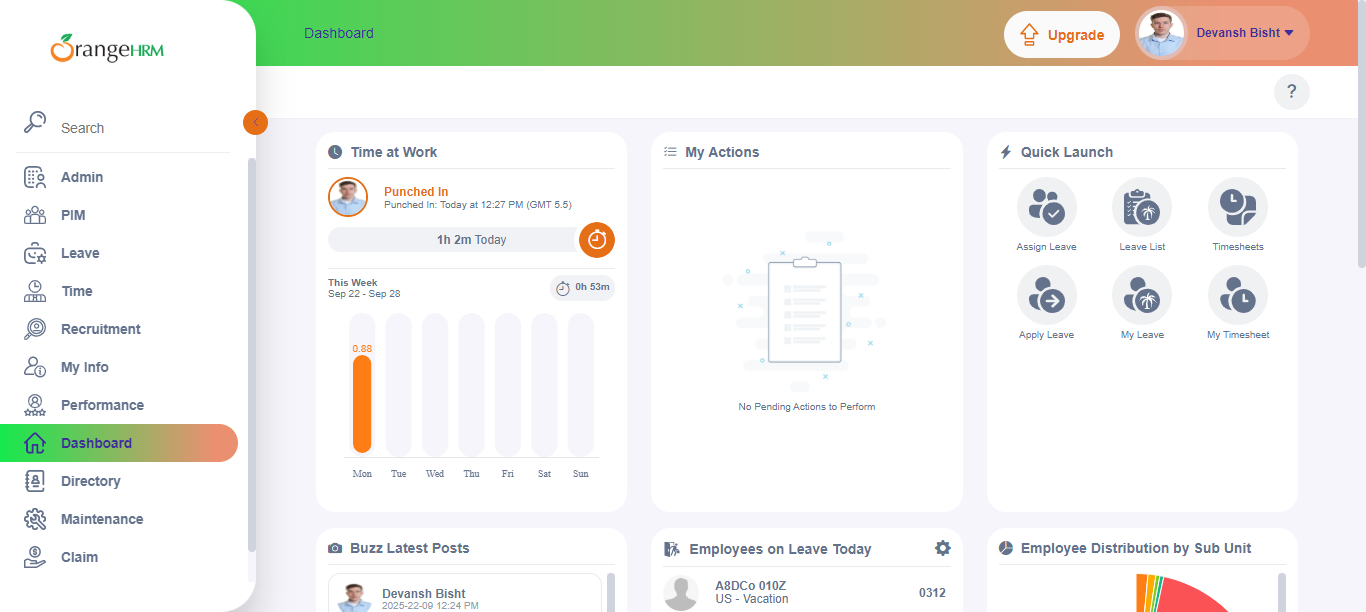 OrangeHRM
Search
Admin
PIM
Leave
Time
Recruitment
My Info
Performance
Dashboard
Directory
Maintenance
Claim
Dashboard
Upgrade
Devansh Bisht
?
Time at Work
Punched In
Punched In: Today at 12:27 PM (GMT 5.5)
1h 2m Today
This Week
Sep 22 - Sep 28
0h 53m
0.88
Mon Tue Wed Thu Fri Sat Sun
My Actions
No Pending Actions to Perform
Quick Launch
Assign Leave
Leave List
Timesheets
Apply Leave
My Leave
My Timesheet
Buzz Latest Posts
Devansh Bisht
2025-22-09 12:24 PM
Employees on Leave Today
A8DCo 010Z
US - Vacation
0312
Employee Distribution by Sub Unit